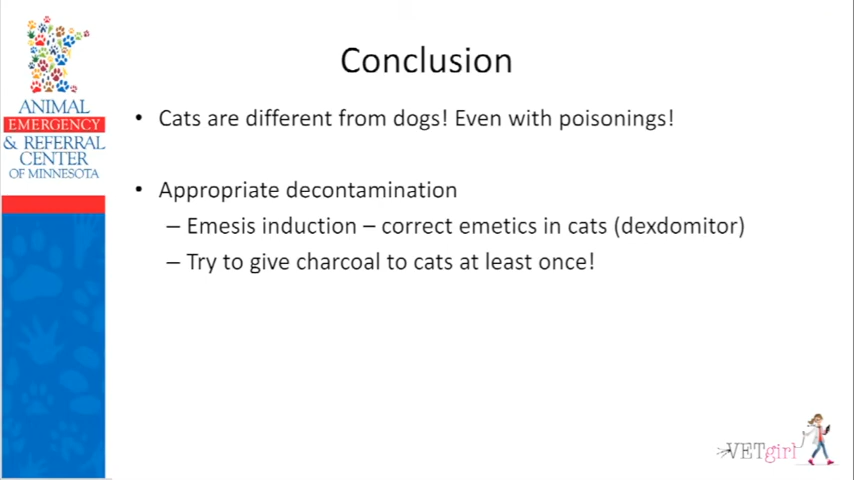 Conclusion
ANIMAL
EMERGENCY
& REFERRAL
CENTER
OF MINNESOTA
• Cats are different from dogs! Even with poisonings!
• Appropriate decontamination
– Emesis induction – correct emetics in cats (dexdomitor)
– Try to give charcoal to cats at least once!
VETgirl